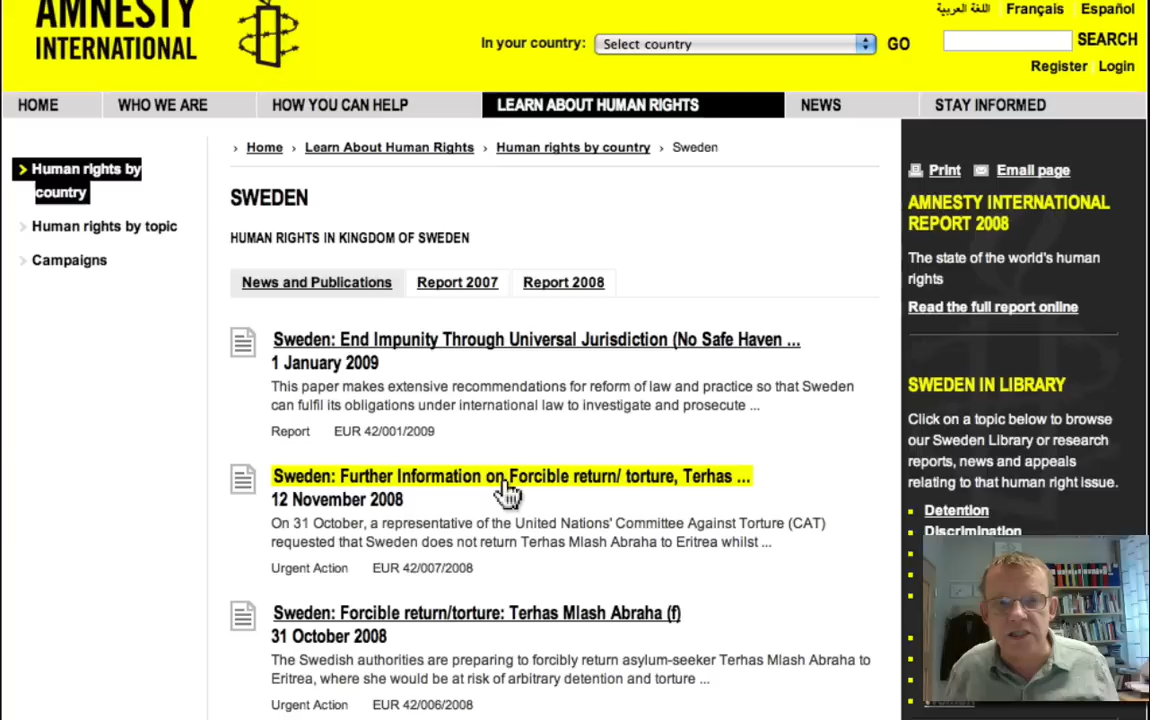 AMNESTY
INTERNATIONAL
اللغة العربية Français Español
In your country: Select country GO SEARCH
Register Login
HOME WHO WE ARE HOW YOU CAN HELP LEARN ABOUT HUMAN RIGHTS NEWS STAY INFORMED
Human rights by
country
Human rights by topic
Campaigns
› Home › Learn About Human Rights › Human rights by country › Sweden
SWEDEN
HUMAN RIGHTS IN KINGDOM OF SWEDEN
News and Publications Report 2007 Report 2008
Sweden: End Impunity Through Universal Jurisdiction (No Safe Haven ...
1 January 2009
This paper makes extensive recommendations for reform of law and practice so that Sweden
can fulfil its obligations under international law to investigate and prosecute ...
Report EUR 42/001/2009
Sweden: Further Information on Forcible return/ torture, Terhas ...
12 November 2008
On 31 October, a representative of the United Nations' Committee Against Torture (CAT)
requested that Sweden does not return Terhas Mlash Abraha to Eritrea whilst ...
Urgent Action EUR 42/007/2008
Sweden: Forcible return/torture: Terhas Mlash Abraha (f)
31 October 2008
The Swedish authorities are preparing to forcibly return asylum-seeker Terhas Mlash Abraha to
Eritrea, where she would be at risk of arbitrary detention and torture ...
Urgent Action EUR 42/006/2008
Print Email page
AMNESTY INTERNATIONAL
REPORT 2008
The state of the world's human
rights
Read the full report online
SWEDEN IN LIBRARY
Click on a topic below to browse
our Sweden Library or research
reports, news and appeals
relating to that human right issue.
Detention
Discrimination